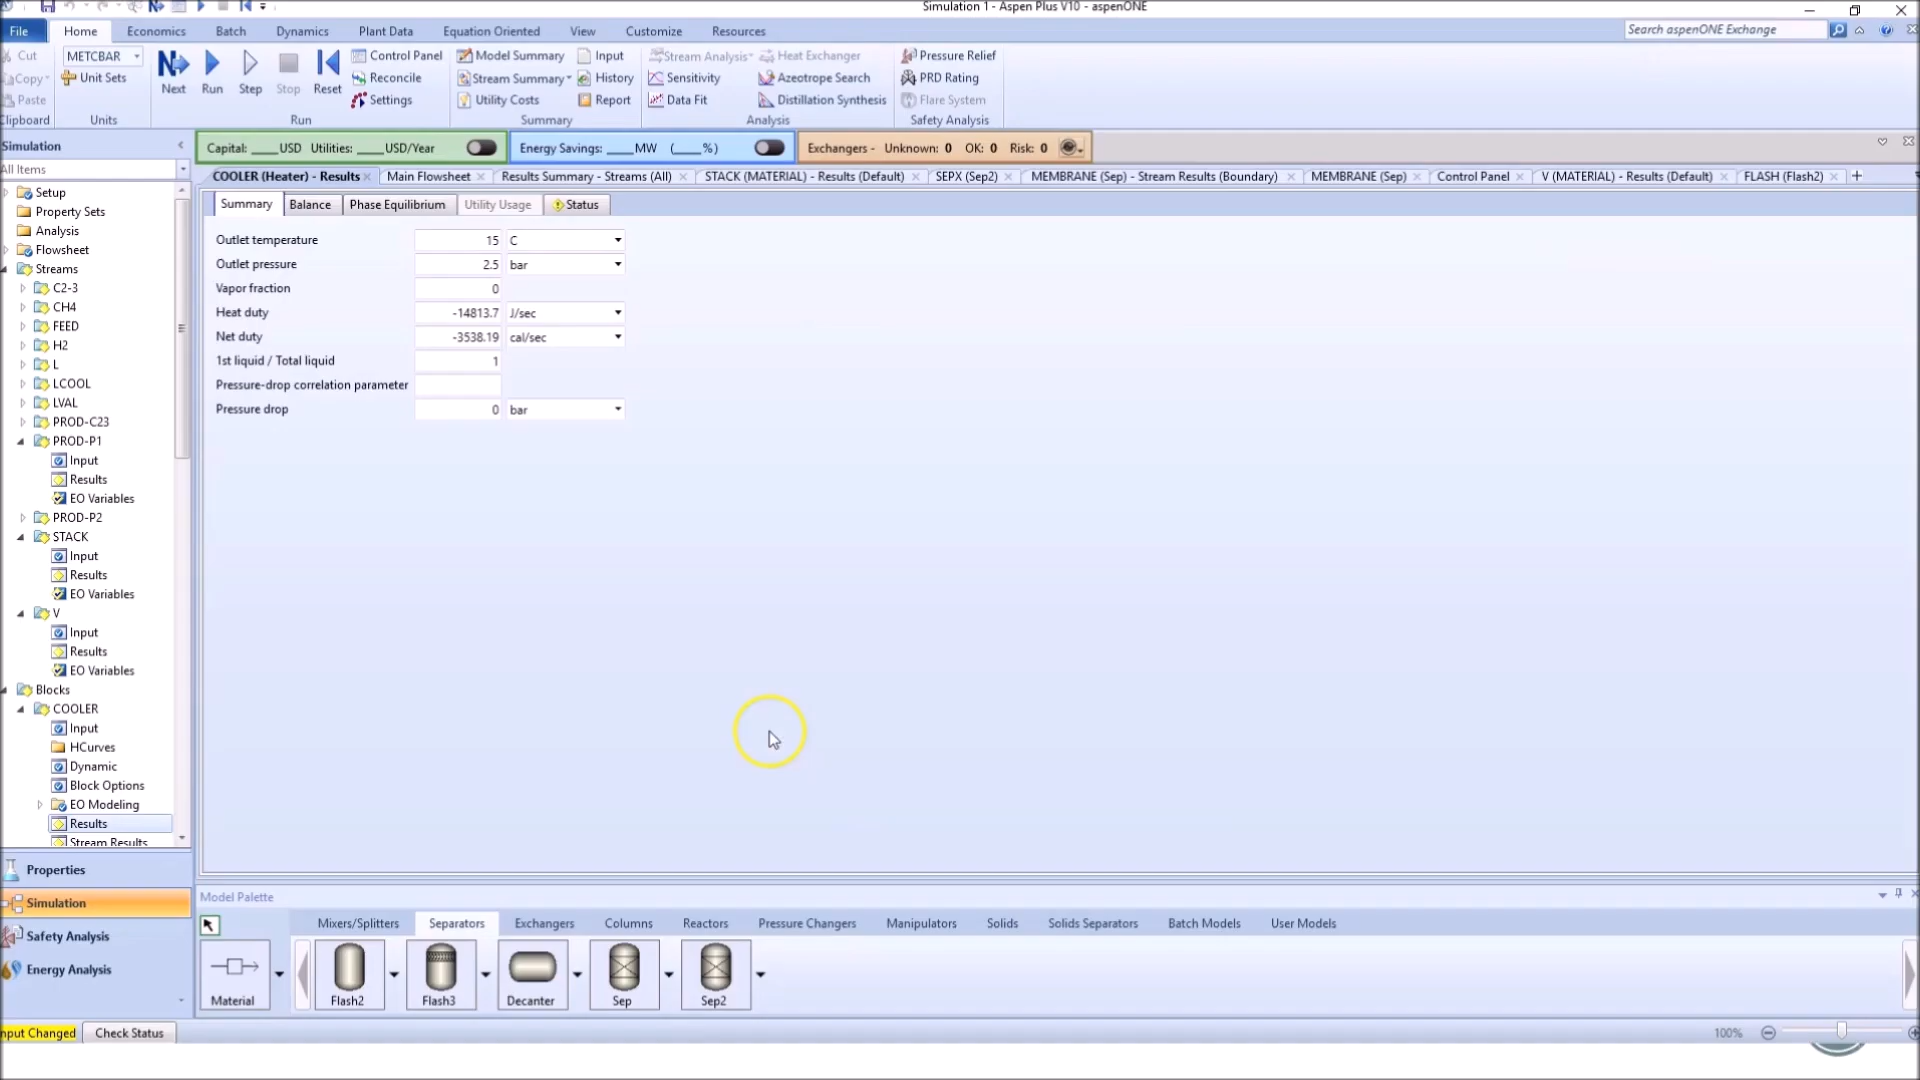 Simulation 1 - Aspen Plus V10 - aspenONE
File Home Economics Batch Dynamics Plant Data Equation Oriented View Customize Resources Search aspenONE Exchange
Cut METCBAR Control Panel Model Summary Input Stream Analysis Heat Exchanger Pressure Relief
Copy Unit Sets Next Run Step Stop Reset Reconcile Stream Summary History Sensitivity Azeotrope Search PRD Rating
Paste Settings Utility Costs Report Data Fit Distillation Synthesis Flare System
Clipboard Units Run Summary Analysis Safety Analysis
Simulation
Capital: ____USD Utilities: ____USD/Year Energy Savings: ____MW (____%) Exchangers - Unknown: 0 OK: 0 Risk: 0
All Items
COOLER (Heater) - Results Main Flowsheet Results Summary - Streams (All) STACK (MATERIAL) - Results (Default) SEPX (Sep2) MEMBRANE (Sep) - Stream Results (Boundary) MEMBRANE (Sep) Control Panel V (MATERIAL) - Results (Default) FLASH (Flash2) +
Setup
Property Sets
Analysis
Flowsheet
Streams
C2-3
CH4
FEED
H2
L
LCOOL
LVAL
PROD-C23
PROD-P1
Input
Results
EO Variables
PROD-P2
STACK
Input
Results
EO Variables
V
Input
Results
EO Variables
Blocks
COOLER
Input
HCurves
Dynamic
Block Options
EO Modeling
Results
Stream Results
Summary Balance Phase Equilibrium Utility Usage Status
Outlet temperature 15 C
Outlet pressure 2.5 bar
Vapor fraction 0
Heat duty -14813.7 J/sec
Net duty -3538.19 cal/sec
1st liquid / Total liquid 1
Pressure-drop correlation parameter
Pressure drop 0 bar
Properties
Simulation
Safety Analysis
Energy Analysis
Model Palette
Mixers/Splitters Separators Exchangers Columns Reactors Pressure Changers Manipulators Solids Solids Separators Batch Models User Models
Material Flash2 Flash3 Decanter Sep Sep2
nput Changed Check Status 100%